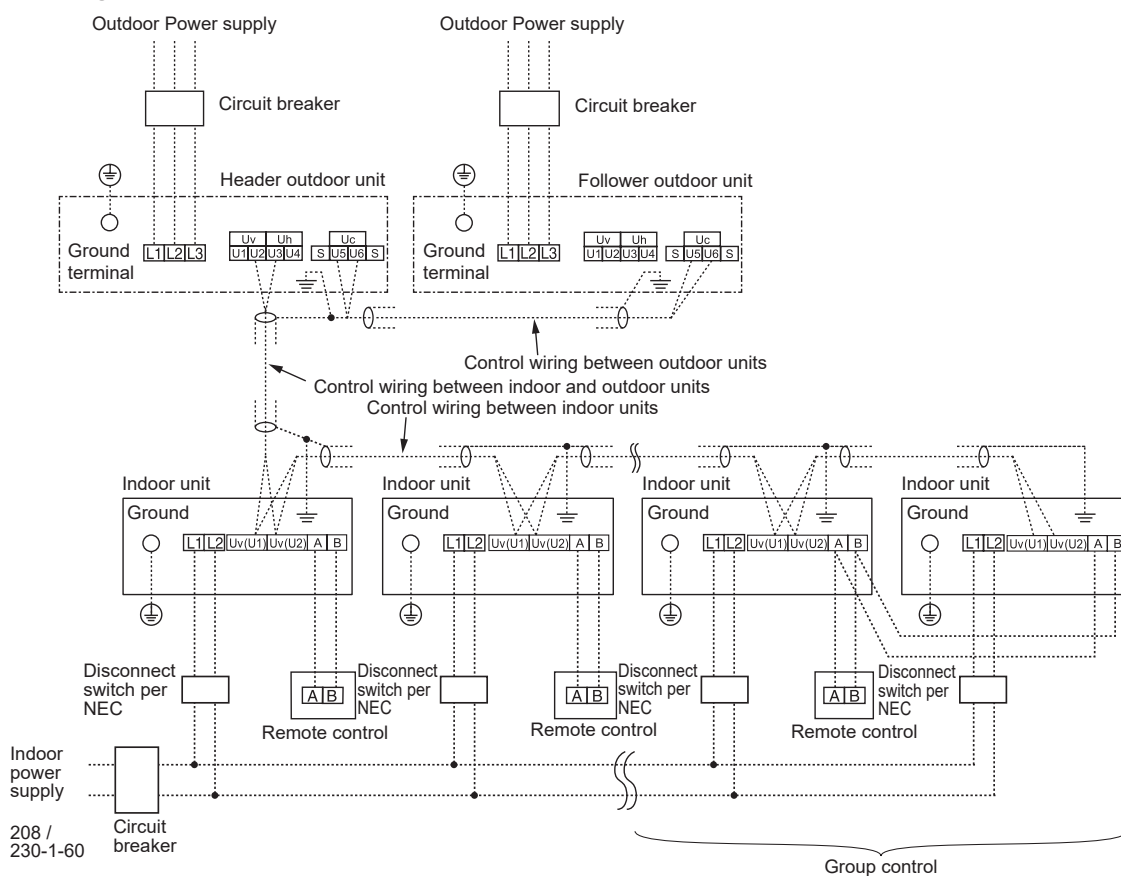 Outdoor Power supply
Outdoor Power supply
Circuit breaker
Circuit breaker
Header outdoor unit
Follower outdoor unit
Ground terminal
L1 L2 L3
Uv Uh
U1 U2 U3 U4
Uc
S U5 U6 S
Ground terminal
L1 L2 L3
Uv Uh
U1 U2 U3 U4
Uc
S U5 U6 S
Control wiring between outdoor units
Control wiring between indoor and outdoor units
Control wiring between indoor units
Indoor unit
Indoor unit
Indoor unit
Indoor unit
Ground
Ground
Ground
Ground
L1 L2 Uv(U1) Uv(U2) A B
L1 L2 Uv(U1) Uv(U2) A B
L1 L2 Uv(U1) Uv(U2) A B
L1 L2 Uv(U1) Uv(U2) A B
Disconnect
switch per
NEC
A B
Remote control
Disconnect
switch per
NEC
A B
Remote control
Disconnect
switch per
NEC
A B
Remote control
Disconnect
switch per
NEC
Indoor
power
supply
208 /
230-1-60
Circuit
breaker
Group control